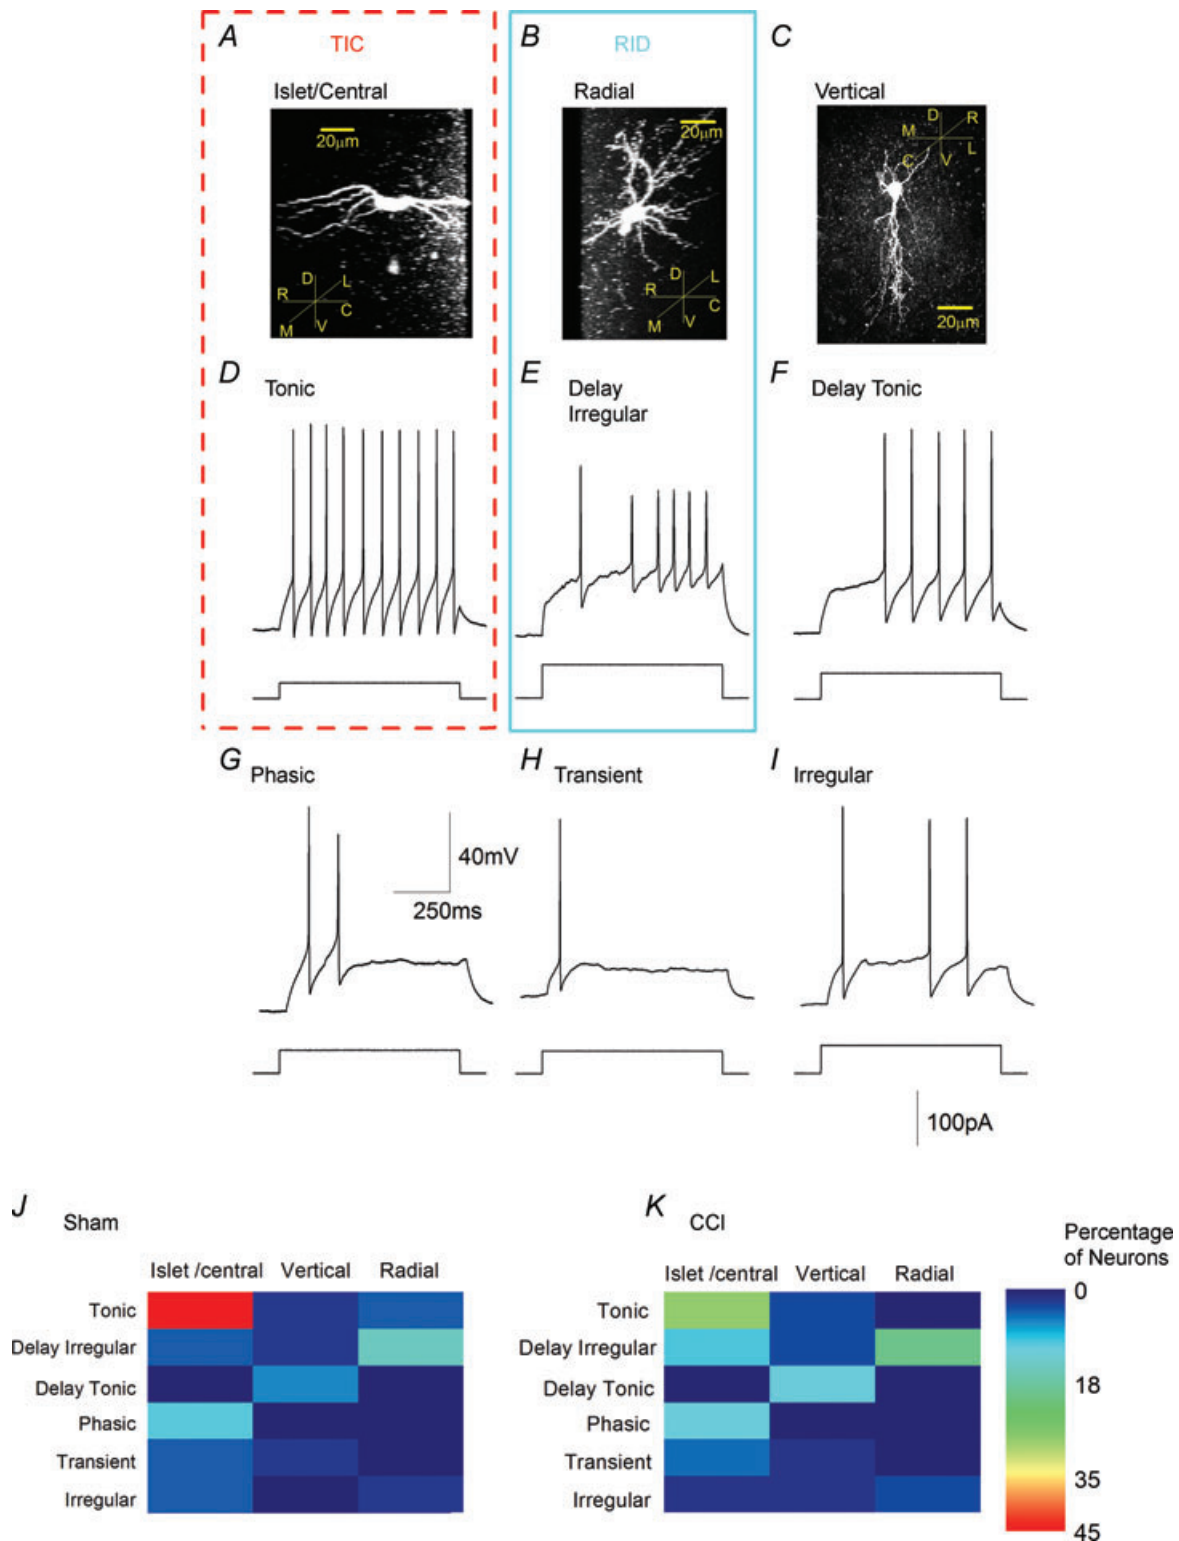 A
TIC
B
RID
C
Islet/Central
Radial
Vertical
20μm
D
L
R
C
M
V
20μm
D
L
R
C
M
V
D
R
M
L
C
V
20μm
D
Tonic
E
Delay
Irregular
F
Delay Tonic
G
Phasic
H
Transient
I
Irregular
40mV
250ms
100pA
J
Sham
Islet /central Vertical Radial
Tonic
Delay Irregular
Delay Tonic
Phasic
Transient
Irregular
K
CCI
Islet /central Vertical Radial
Tonic
Delay Irregular
Delay Tonic
Phasic
Transient
Irregular
Percentage
of Neurons
0
18
35
45